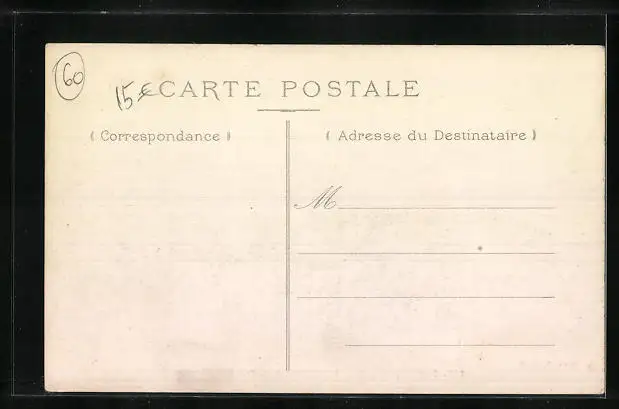 60
15 € CARTE POSTALE
( Correspondance )
( Adresse du Destinataire )
M